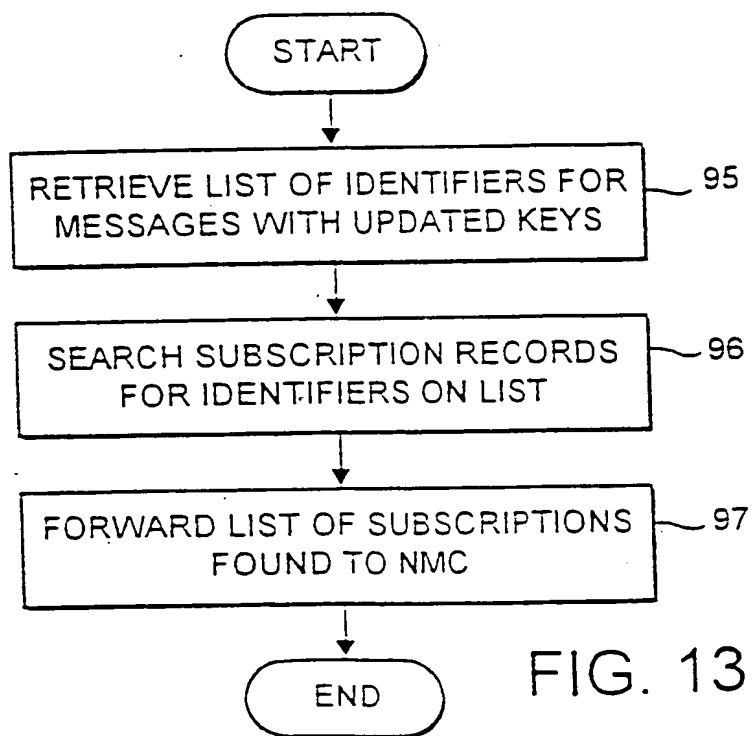 START
RETRIEVE LIST OF IDENTIFIERS FOR
MESSAGES WITH UPDATED KEYS
95
SEARCH SUBSCRIPTION RECORDS
FOR IDENTIFIERS ON LIST
96
FORWARD LIST OF SUBSCRIPTIONS
FOUND TO NMC
97
END
FIG. 13